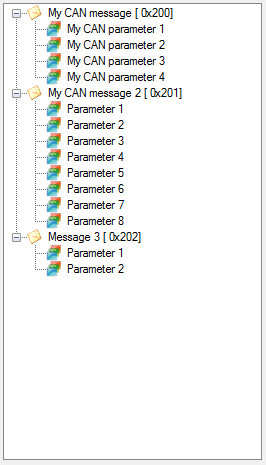 My CAN message [ 0x200]
My CAN parameter 1
My CAN parameter 2
My CAN parameter 3
My CAN parameter 4
My CAN message 2 [ 0x201]
Parameter 1
Parameter 2
Parameter 3
Parameter 4
Parameter 5
Parameter 6
Parameter 7
Parameter 8
Message 3 [ 0x202]
Parameter 1
Parameter 2